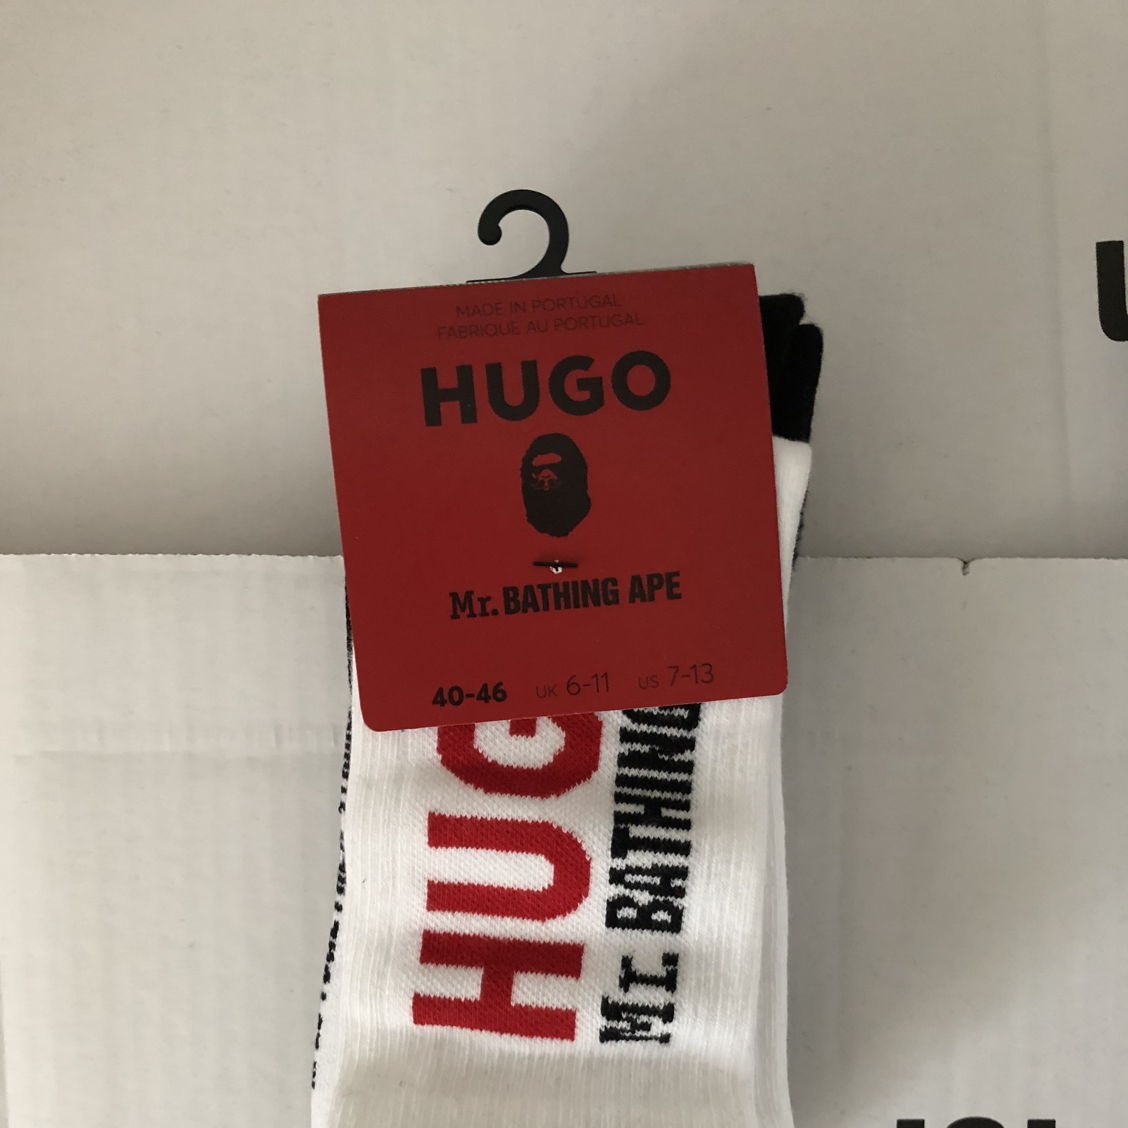 MADE IN PORTUGAL
FABRIQUE AU PORTUGAL
HUGO
Mr. BATHING APE
40-46 UK 6-11 US 7-13
HUG
Mr. BATHING